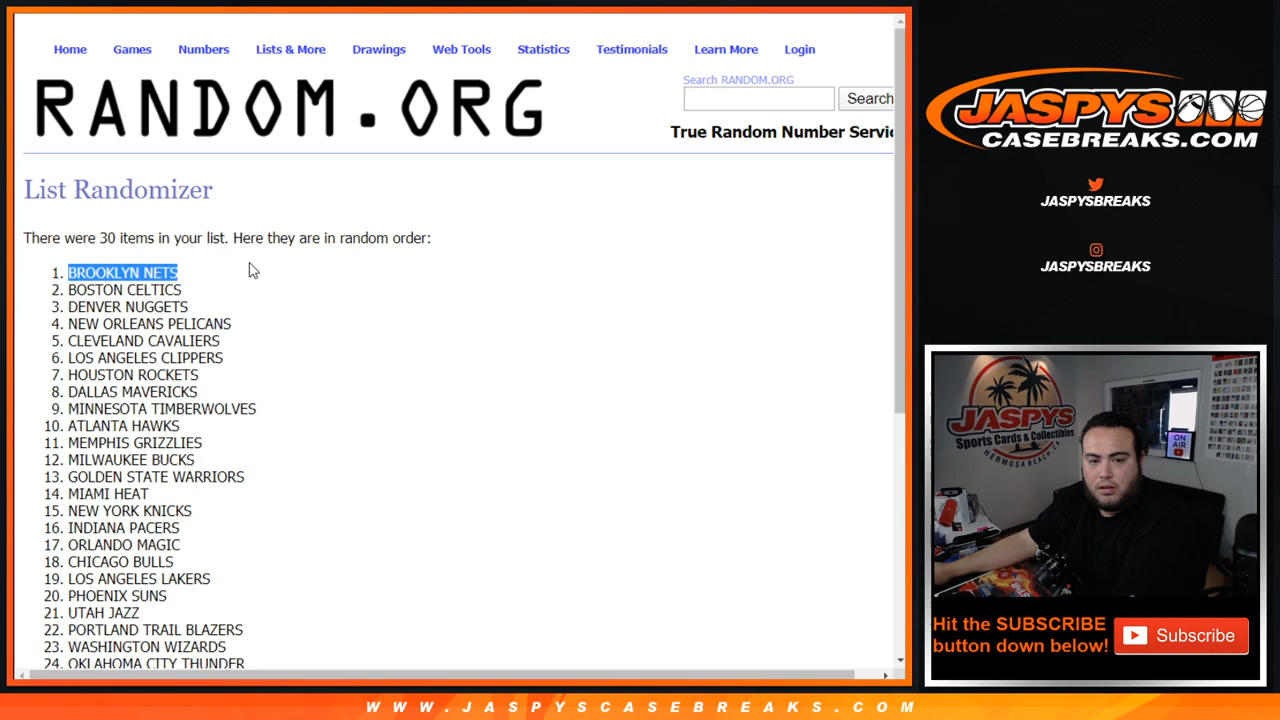 Home Games Numbers Lists & More Drawings Web Tools Statistics Testimonials Learn More Login
RANDOM.ORG
Search RANDOM.ORG
Search
True Random Number Servic
List Randomizer
There were 30 items in your list. Here they are in random order:
1. BROOKLYN NETS
2. BOSTON CELTICS
3. DENVER NUGGETS
4. NEW ORLEANS PELICANS
5. CLEVELAND CAVALIERS
6. LOS ANGELES CLIPPERS
7. HOUSTON ROCKETS
8. DALLAS MAVERICKS
9. MINNESOTA TIMBERWOLVES
10. ATLANTA HAWKS
11. MEMPHIS GRIZZLIES
12. MILWAUKEE BUCKS
13. GOLDEN STATE WARRIORS
14. MIAMI HEAT
15. NEW YORK KNICKS
16. INDIANA PACERS
17. ORLANDO MAGIC
18. CHICAGO BULLS
19. LOS ANGELES LAKERS
20. PHOENIX SUNS
21. UTAH JAZZ
22. PORTLAND TRAIL BLAZERS
23. WASHINGTON WIZARDS
24. OKLAHOMA CITY THUNDER
JASPYS
CASEBREAKS.COM
JASPYSBREAKS
JASPYSBREAKS
JASPYS
Sports Cards & Collectibles
HERMOSA BEACH CA
ON
AIR
Hit the SUBSCRIBE
button down below!
Subscribe
WWW.JASPYSCASEBREAKS.COM